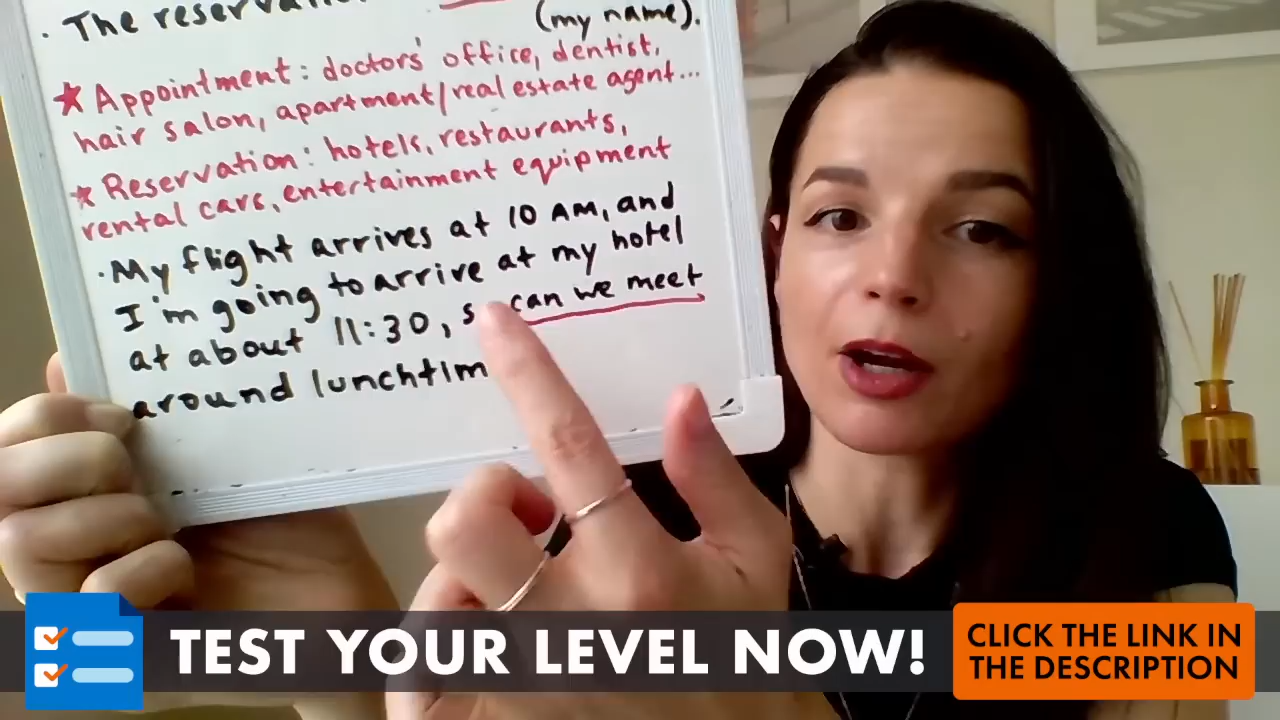 · The reservation
(my name).
★ Appointment: doctors' office, dentist,
hair salon, apartment/real estate agent...
★ Reservation: hotels, restaurants,
rental cars, entertainment equipment
· My flight arrives at 10 AM, and
I'm going to arrive at my hotel
at about 11:30, so can we meet
around lunchtim
TEST YOUR LEVEL NOW!
CLICK THE LINK IN
THE DESCRIPTION